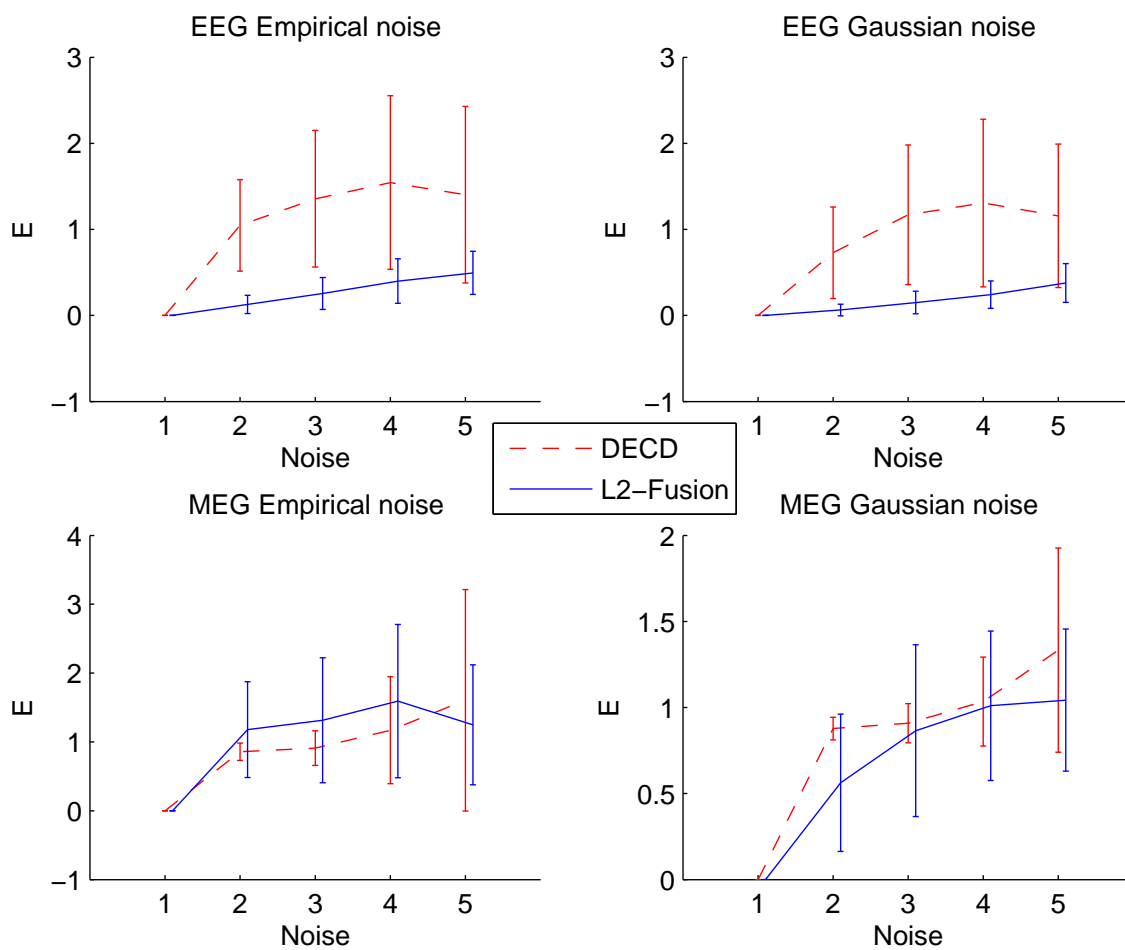 EEG Empirical noise
3
2
1
0
−1
E
1 2 3 4 5
Noise
EEG Gaussian noise
3
2
1
0
−1
E
1 2 3 4 5
Noise
DECD
L2−Fusion
MEG Empirical noise
4
3
2
1
0
−1
E
1 2 3 4 5
Noise
MEG Gaussian noise
2
1.5
1
0.5
0
E
1 2 3 4 5
Noise